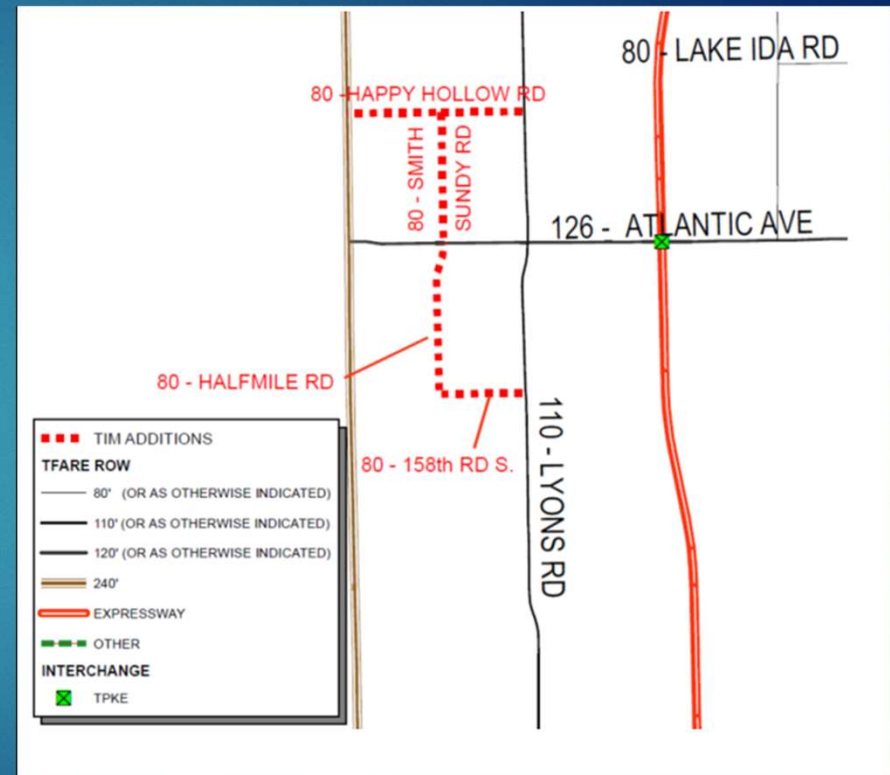 80 - LAKE IDA RD
80 -HAPPY HOLLOW RD
80 - SMITH
SUNDY RD
126 - ATLANTIC AVE
80 - HALFMILE RD
110 - LYONS RD
80 - 158th RD S.
TIM ADDITIONS
TFARE ROW
80' (OR AS OTHERWISE INDICATED)
110' (OR AS OTHERWISE INDICATED)
120' (OR AS OTHERWISE INDICATED)
240'
EXPRESSWAY
OTHER
INTERCHANGE
TPKE